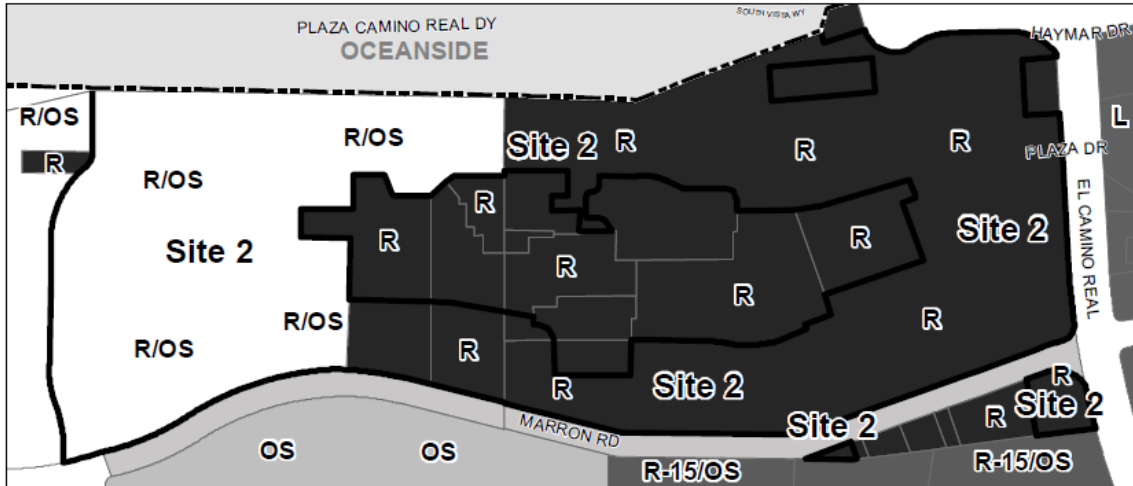 SOUTH VISTA WY
PLAZA CAMINO REAL DY
HAYMAR DR
OCEANSIDE
R/OS
L
R/OS
Site 2
R
R
R
PLAZA DR
R
R/OS
R
EL CAMINO REAL
Site 2
R
R
Site 2
R
R
R/OS
R
R/OS
R
R
Site 2
R
Site 2
R
MARRON RD
Site 2
OS
OS
R-15/OS
R-15/OS